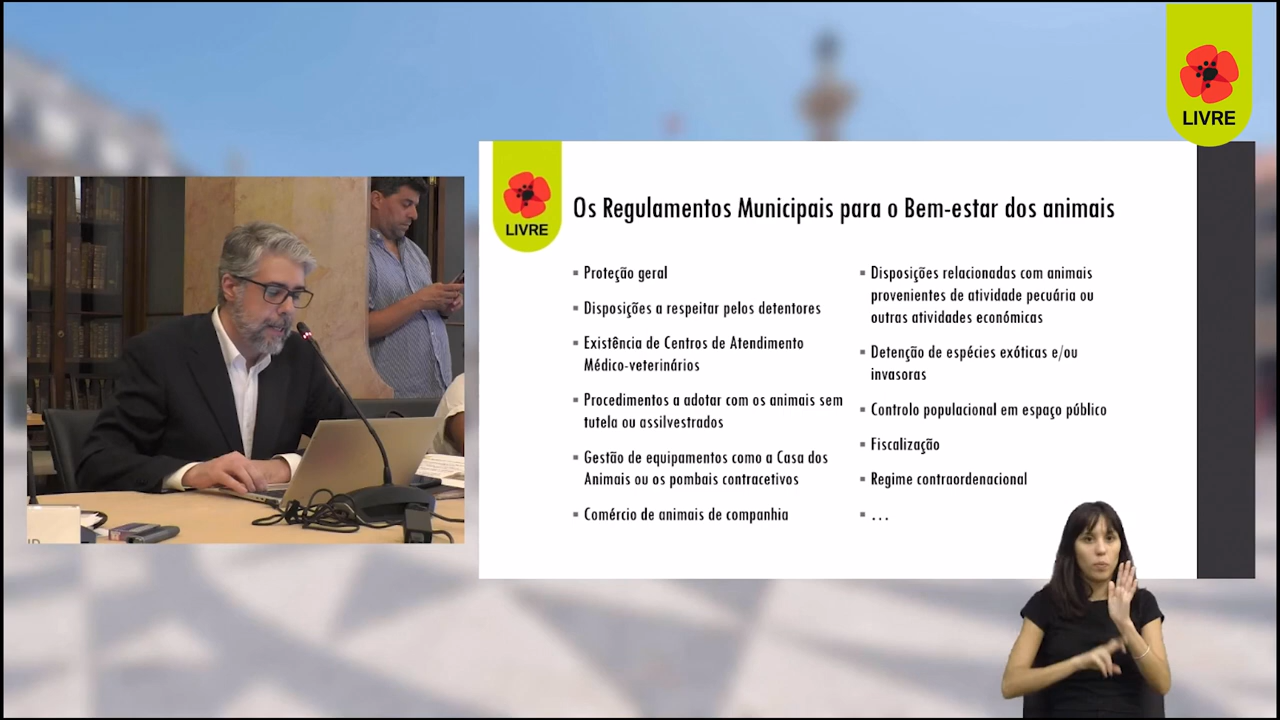 LIVRE
LIVRE
Os Regulamentos Municipais para o Bem-estar dos animais
Proteção geral
Disposições a respeitar pelos detentores
Existência de Centros de Atendimento
Médico-veterinários
Procedimentos a adotar com os animais sem
tutela ou assilvestrados
Gestão de equipamentos como a Casa dos
Animais ou os pombais contracetivos
Comércio de animais de companhia
Disposições relacionadas com animais
provenientes de atividade pecuária ou
outras atividades económicas
Detenção de espécies exóticas e/ou
invasoras
Controlo populacional em espaço público
Fiscalização
Regime contraordenacional
...